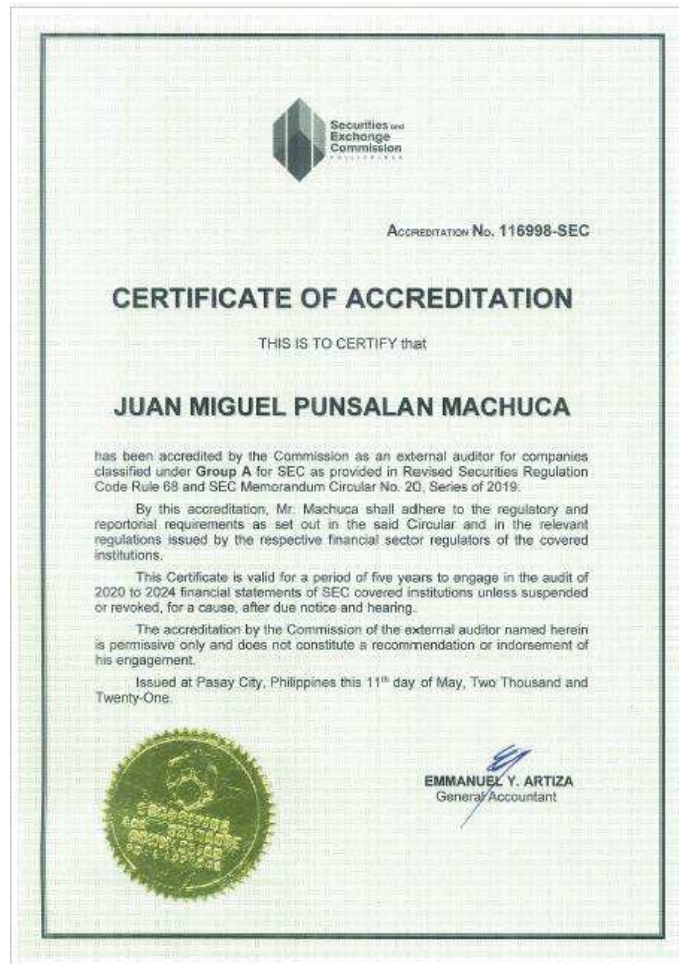 Securities and
Exchange
Commission
PHILIPPINES
ACCREDITATION No. 116998-SEC
CERTIFICATE OF ACCREDITATION
THIS IS TO CERTIFY that
JUAN MIGUEL PUNSALAN MACHUCA
has been accredited by the Commission as an external auditor for companies
classified under Group A for SEC as provided in Revised Securities Regulation
Code Rule 68 and SEC Memorandum Circular No. 20, Series of 2019.
By this accreditation, Mr. Machuca shall adhere to the regulatory and
reportorial requirements as set out in the said Circular and in the relevant
regulations issued by the respective financial sector regulators of the covered
institutions.
This Certificate is valid for a period of five years to engage in the audit of
2020 to 2024 financial statements of SEC covered institutions unless suspended
or revoked, for a cause, after due notice and hearing.
The accreditation by the Commission of the external auditor named herein
is permissive only and does not constitute a recommendation or indorsement of
his engagement.
Issued at Pasay City, Philippines this 11th day of May, Two Thousand and
Twenty-One.
EMMANUEL Y. ARTIZA
General Accountant